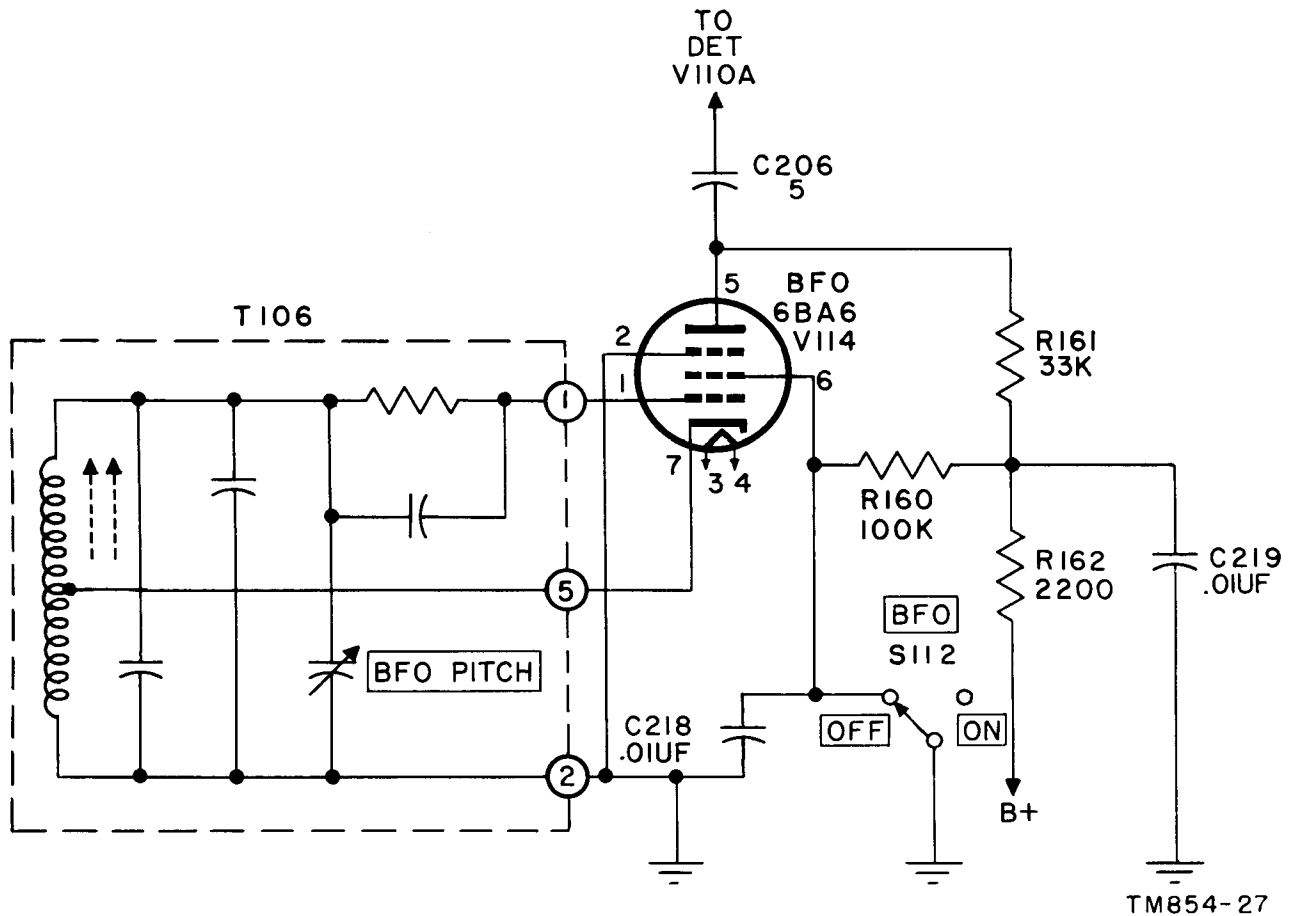 TO
DET
V110A
C206
5
5
BFO
6BA6
V114
T106
2
1
6
R161
33K
1
7
3 4
R160
100K
R162
2200
C219
.01UF
5
BFO
S112
BFO PITCH
C218
.01UF
OFF
ON
2
B+
TM854-27